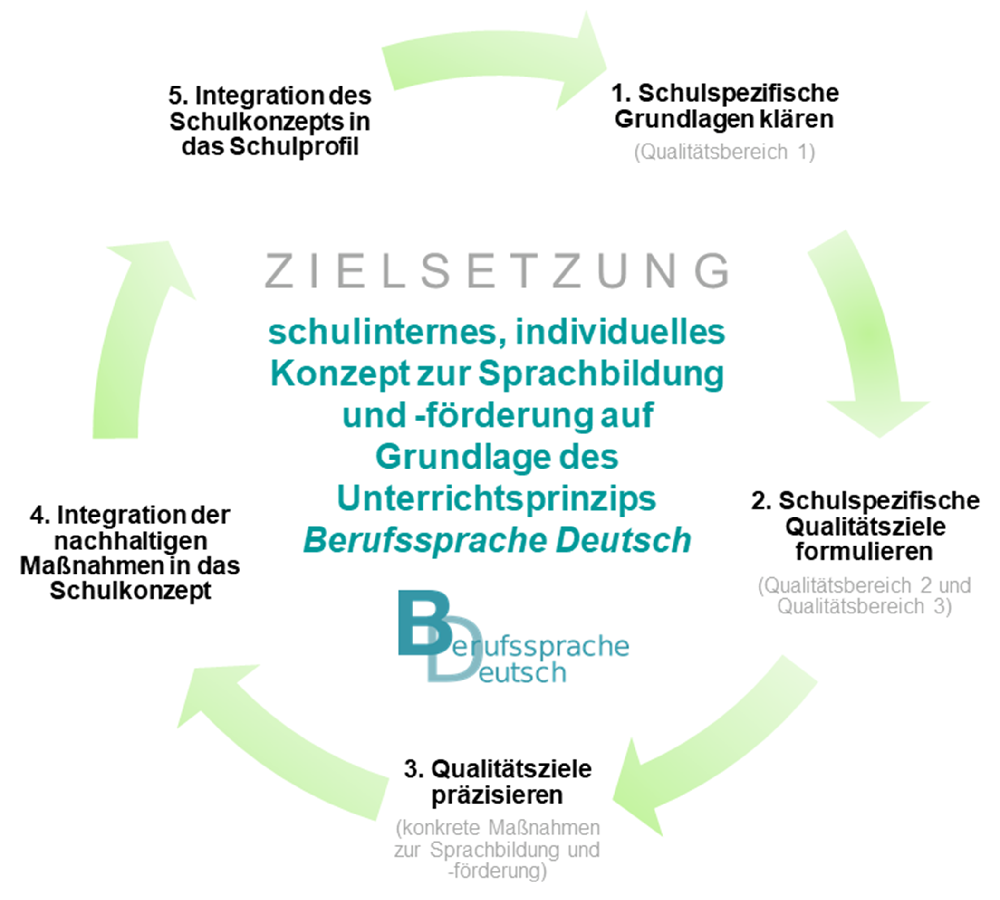 5. Integration des
Schulkonzepts in
das Schulprofil
1. Schulspezifische
Grundlagen klären
(Qualitätsbereich 1)
ZIELSETZUNG
schulinternes, individuelles
Konzept zur Sprachbildung
und -förderung auf
Grundlage des
Unterrichtsprinzips
Berufssprache Deutsch
Berufssprache
Deutsch
2. Schulspezifische
Qualitätsziele
formulieren
(Qualitätsbereich 2 und
Qualitätsbereich 3)
3. Qualitätsziele
präzisieren
(konkrete Maßnahmen
zur Sprachbildung und
-förderung)
4. Integration der
nachhaltigen
Maßnahmen in das
Schulkonzept